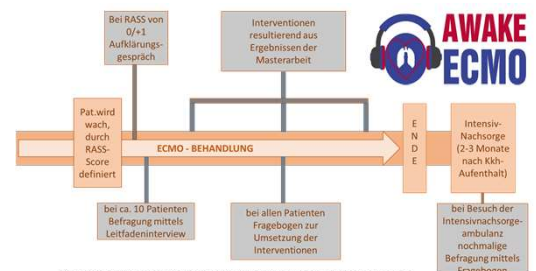 Bei RASS von
0/+1
Aufklärungs-
gespräch
Interventionen
resultierend aus
Ergebnissen der
Masterarbeit
AWAKE
ECMO
Pat.wird
wach,
durch
RASS-
Score
definiert
ECMO - BEHANDLUNG
E
N
D
E
Intensiv-
Nachsorge
(2-3 Monate
nach Kkh-
Aufenthalt)
bei ca. 10 Patienten
Befragung mittels
Leitfadeninterview
bei allen Patienten
Fragebogen zur
Umsetzung der
Interventionen
bei Besuch der
Intensivnachsorge-
ambulanz
nochmalige
Befragung mittels
Fragebogen